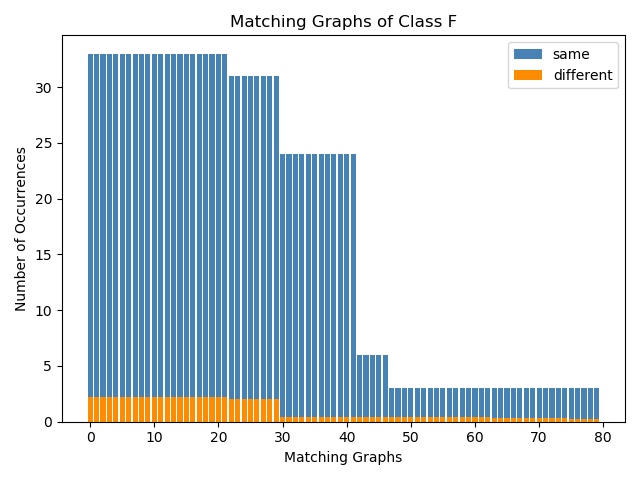 Matching Graphs of Class F
same
different
Number of Occurrences
30
25
20
15
10
5
0
0 10 20 30 40 50 60 70 80
Matching Graphs